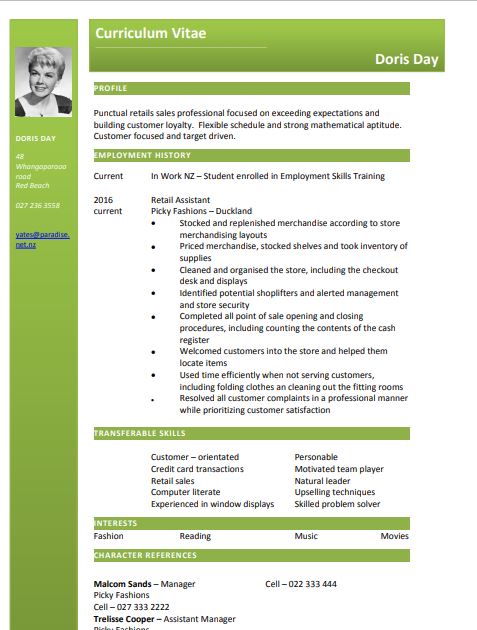 Curriculum Vitae
Doris Day
DORIS DAY
48
Whangaparaoa
road
Red Beach
027 236 3558
yates@paradise.
net.nz
PROFILE
Punctual retails sales professional focused on exceeding expectations and
building customer loyalty. Flexible schedule and strong mathematical aptitude.
Customer focused and target driven.
EMPLOYMENT HISTORY
Current In Work NZ – Student enrolled in Employment Skills Training
2016 Retail Assistant
current Picky Fashions – Duckland
• Stocked and replenished merchandise according to store
merchandising layouts
• Priced merchandise, stocked shelves and took inventory of
supplies
• Cleaned and organised the store, including the checkout
desk and displays
• Identified potential shoplifters and alerted management
and store security
• Completed all point of sale opening and closing
procedures, including counting the contents of the cash
register
• Welcomed customers into the store and helped them
locate items
• Used time efficiently when not serving customers,
including folding clothes an cleaning out the fitting rooms
• Resolved all customer complaints in a professional manner
while prioritizing customer satisfaction
TRANSFERABLE SKILLS
Customer – orientated Personable
Credit card transactions Motivated team player
Retail sales Natural leader
Computer literate Upselling techniques
Experienced in window displays Skilled problem solver
INTERESTS
Fashion Reading Music Movies
CHARACTER REFERENCES
Malcom Sands – Manager Cell – 022 333 444
Picky Fashions
Cell – 027 333 2222
Trelisse Cooper – Assistant Manager
Picky Fashions